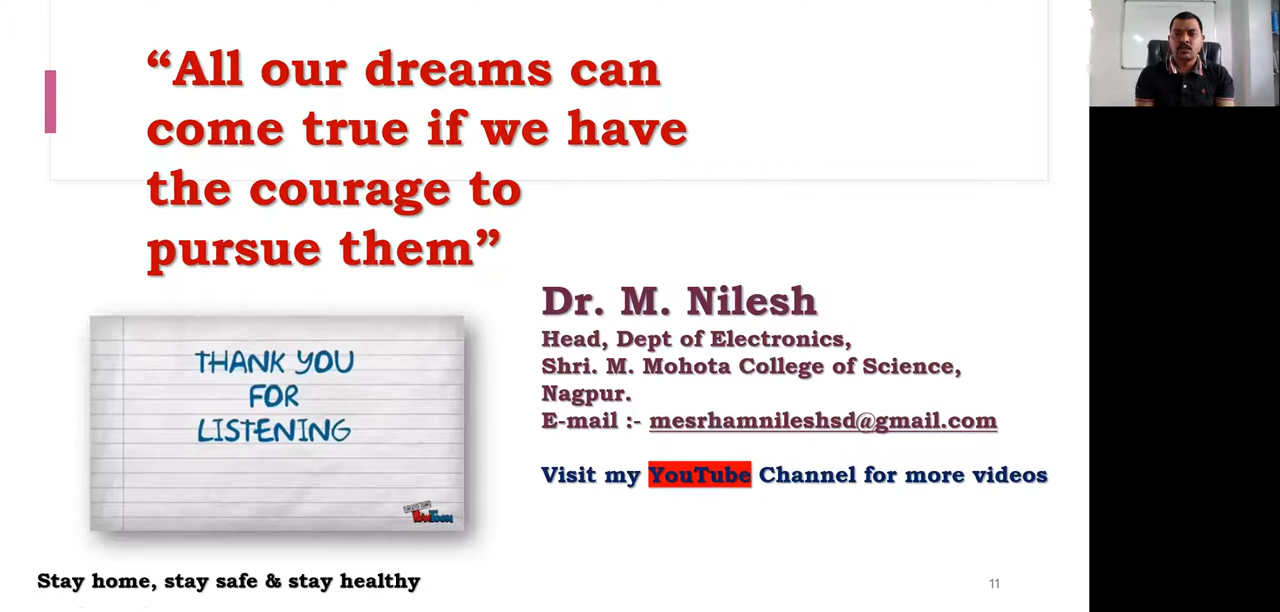 “All our dreams can
come true if we have
the courage to
pursue them”
THANK YOU
FOR
LISTENING
Dr. M. Nilesh
Head, Dept of Electronics,
Shri. M. Mohota College of Science,
Nagpur.
E-mail :- mesrhamnileshsd@gmail.com
Visit my YouTube Channel for more videos
Stay home, stay safe & stay healthy
11